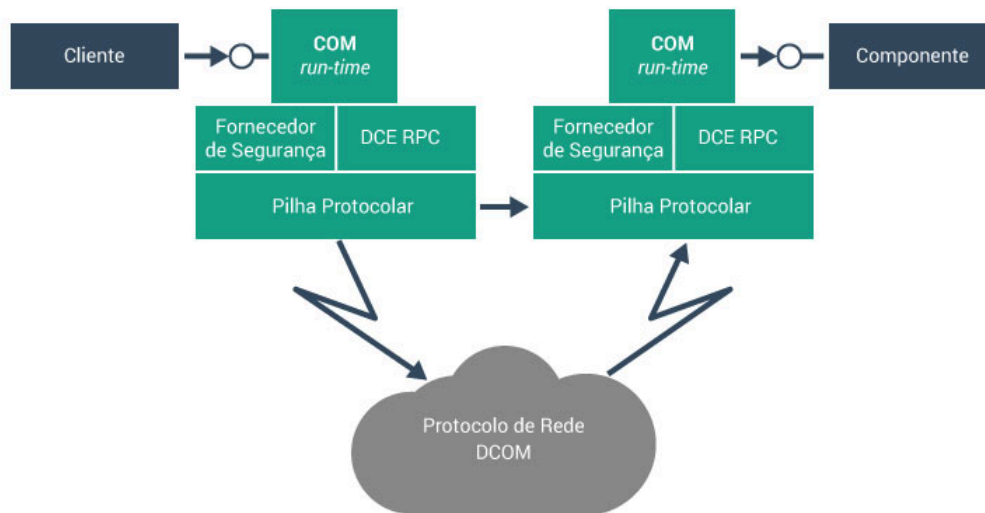 Cliente
COM
run-time
COM
run-time
Componente
Fornecedor
de Segurança
DCE RPC
Fornecedor
de Segurança
DCE RPC
Pilha Protocolar
Pilha Protocolar
Protocolo de Rede
DCOM